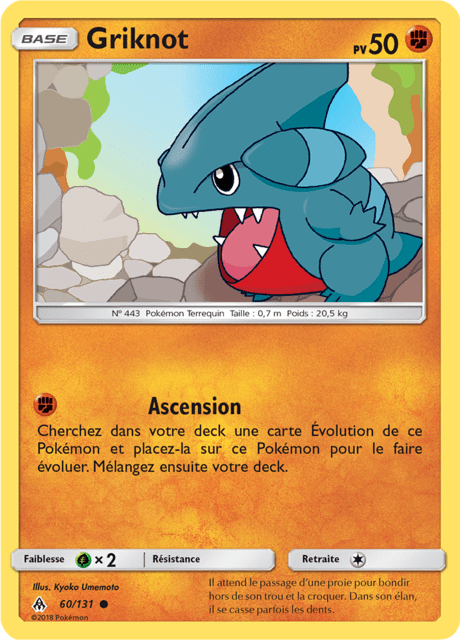 BASE Griknot PV 50
N° 443 Pokémon Terrequin Taille : 0,7 m Poids : 20,5 kg
Ascension
Cherchez dans votre deck une carte Évolution de ce
Pokémon et placez-la sur ce Pokémon pour le faire
évoluer. Mélangez ensuite votre deck.
Faiblesse × 2 Résistance Retraite
Illus. Kyoko Umemoto
60/131
©2018 Pokémon
Il attend le passage d'une proie pour bondir
hors de son trou et la croquer. Dans son élan,
il se casse parfois les dents.